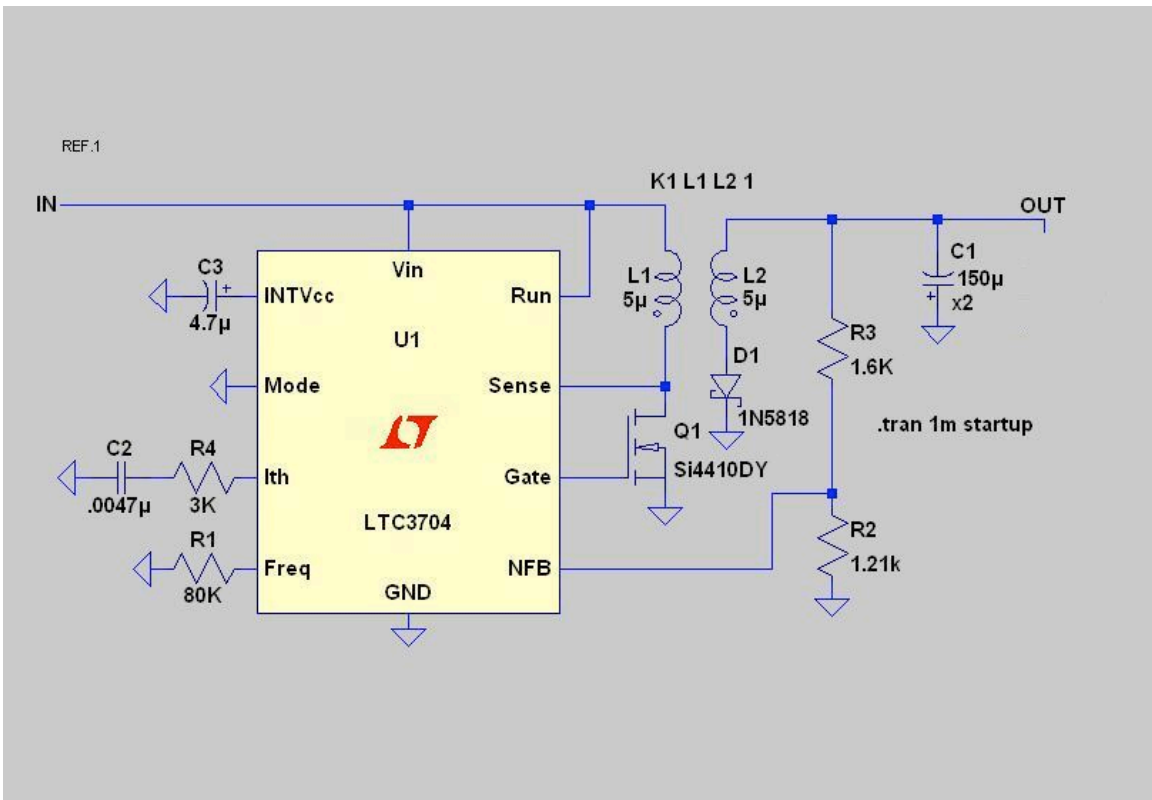 REF.1
K1 L1 L2 1
IN
OUT
C3
4.7µ
INTVcc
Vin
Run
U1
L1
5µ
L2
5µ
C1
150µ
x2
R3
1.6K
Mode
Sense
D1
1N5818
.tran 1m startup
C2
.0047µ
R4
3K
Ith
Gate
Q1
Si4410DY
LTC3704
R1
80K
Freq
NFB
GND
R2
1.21k